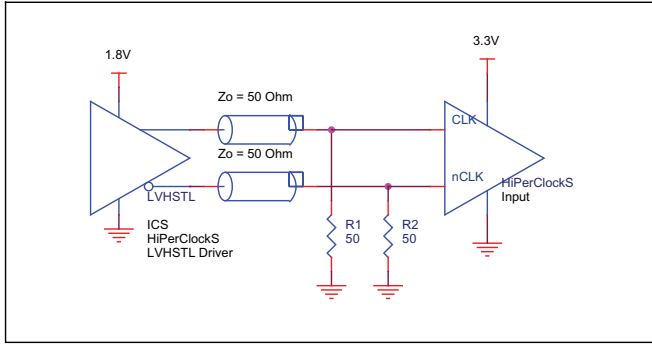 1.8V
3.3V
Zo = 50 Ohm
CLK
Zo = 50 Ohm
nCLK
HiPerClockS
Input
LVHSTL
ICS
HiPerClockS
LVHSTL Driver
R1
50
R2
50